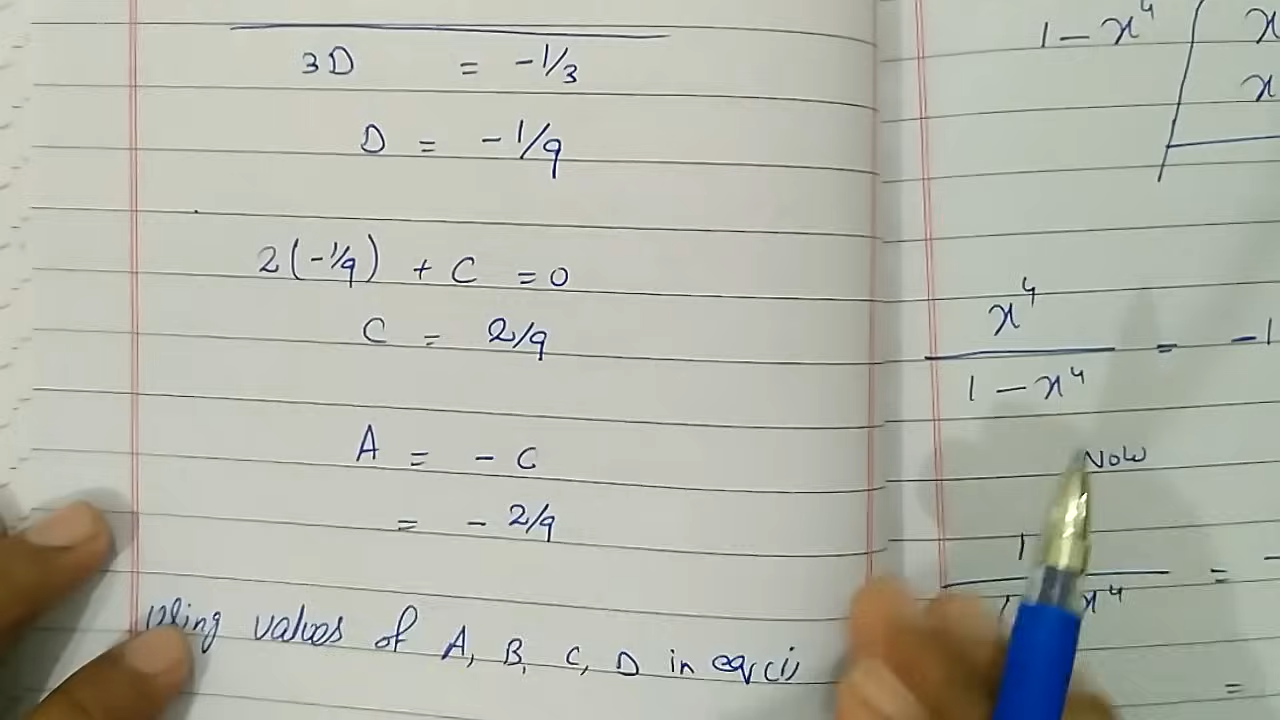 3D = -1/3
D = -1/9
2(-1/9) + C = 0
C = 2/9
A = - C
= - 2/9
Using values of A, B, C, D in eq (i)
1 - x⁴ x
x
x⁴
1 - x⁴ = -1
Now
1
x⁴ = -
=